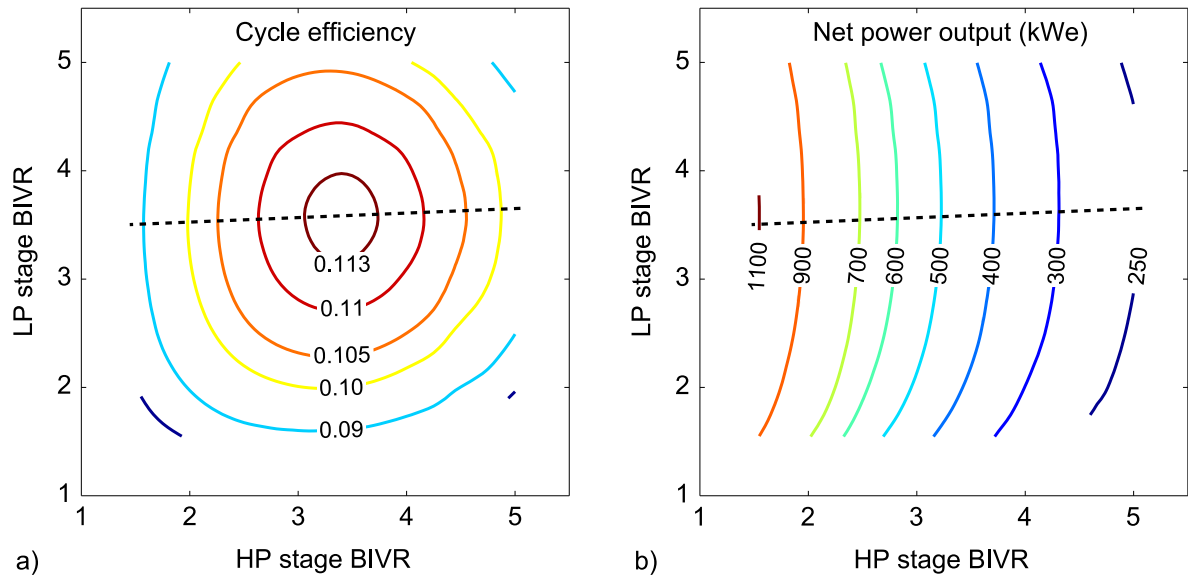 Cycle efficiency
5
4
3
2
1
LP stage BIVR
0.113
0.11
0.105
0.10
0.09
1 2 3 4 5
HP stage BIVR
a)
Net power output (kWe)
5
4
3
2
1
LP stage BIVR
1100 900 700 600 500 400 300 250
1 2 3 4 5
HP stage BIVR
b)